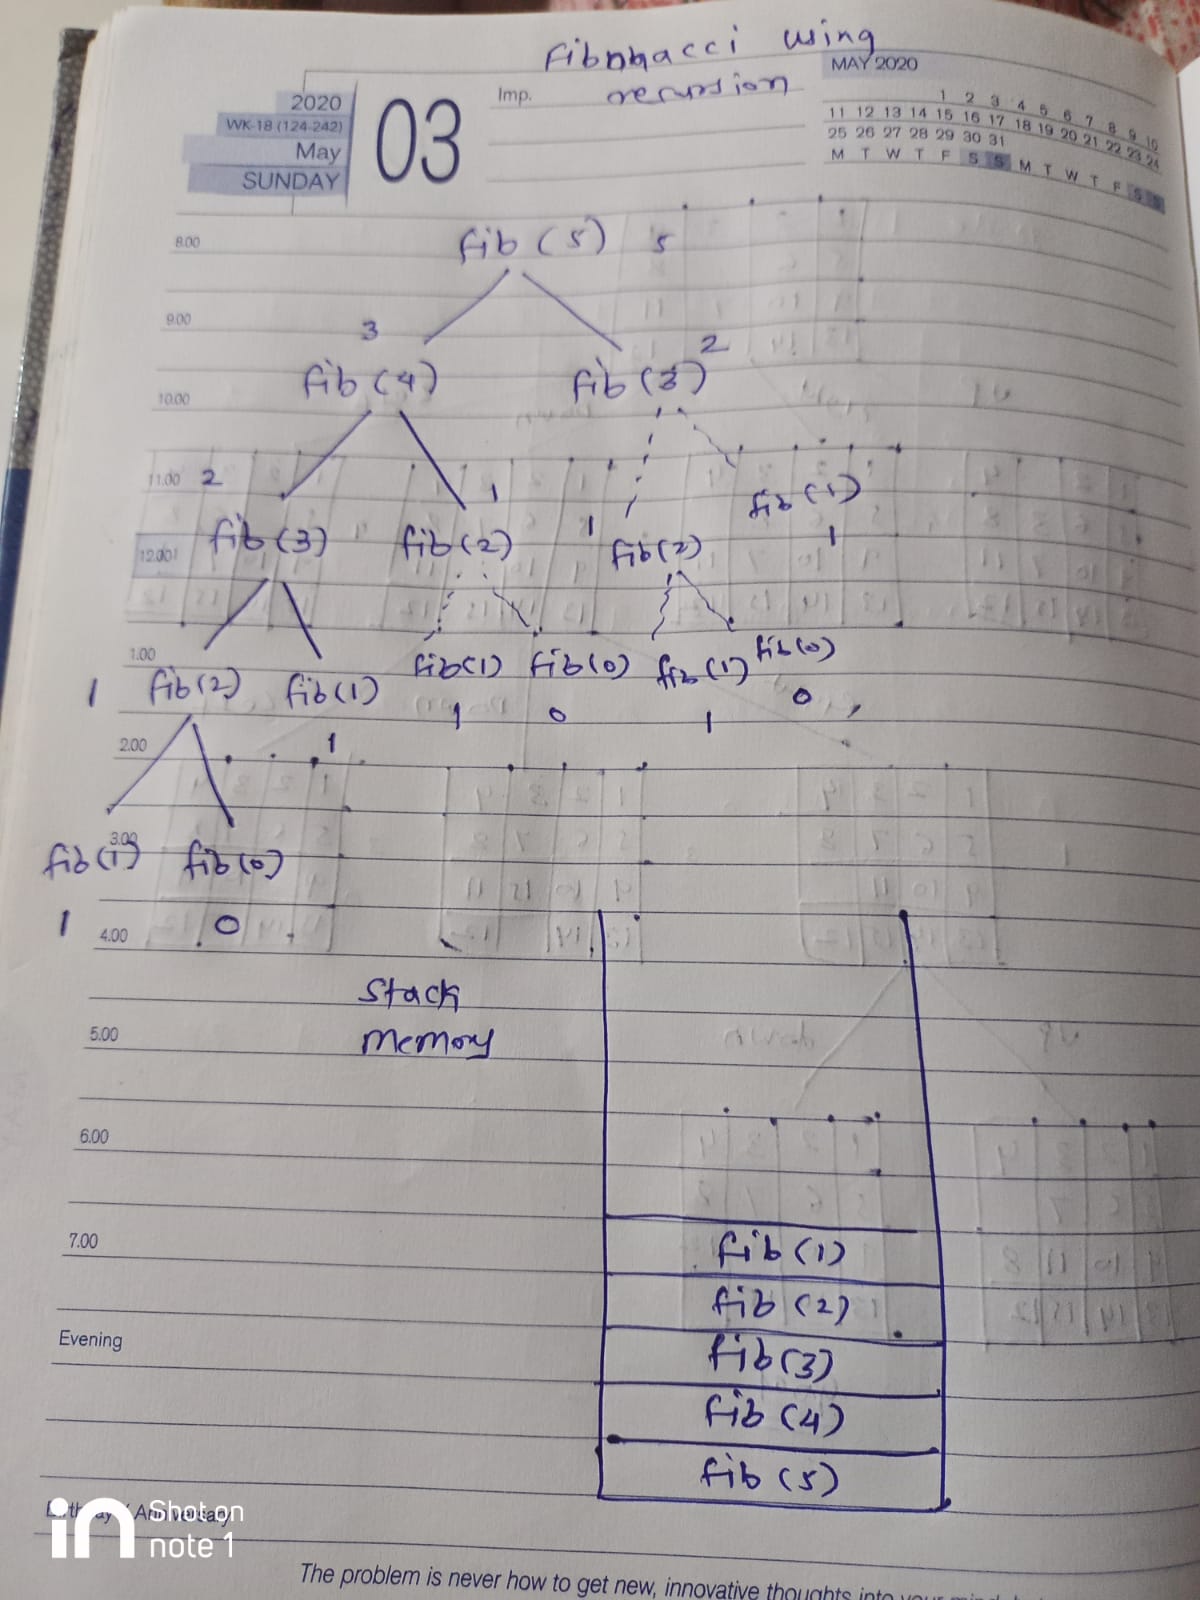 Fibonacci using
recursion
MAY 2020
2020
WK-18 (124-242)
May
SUNDAY
03
Imp.
1 2 3 4 5 6 7 8 9 10
11 12 13 14 15 16 17 18 19 20 21 22 23 24
25 26 27 28 29 30 31
M T W T F S S M T W T F S S
8.00
fib (5) 5
9.00
3
2
fib (4) fib (3)
10.00
11.00 2 1
fib (1)
1
fib (3) fib (2) 1 fib (2)
12.00
1.00
fib(1) fib(0) fib(1) fib(0)
1 fib(2) fib(1)
1 0 1 0
2.00 1
3.00
fib(1) fib(0)
1 0
4.00
Stack
Memory
5.00
6.00
7.00
fib (1)
fib (2)
Evening
fib(3)
fib (4)
fib (5)
Birthday / Anniversary
Shot on
note 1
The problem is never how to get new, innovative thoughts into your